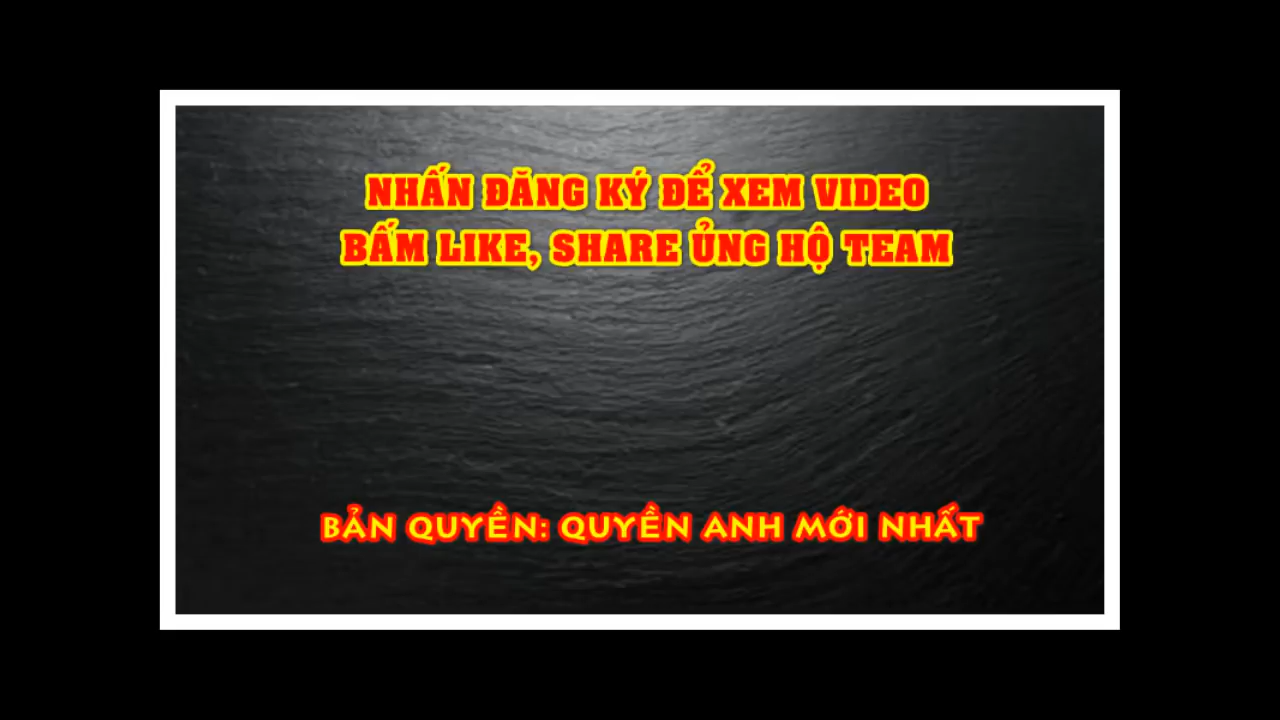 NHẤN ĐĂNG KÝ ĐỂ XEM VIDEO
BẤM LIKE, SHARE ỦNG HỘ TEAM
BẢN QUYỀN: QUYỀN ANH MỚI NHẤT